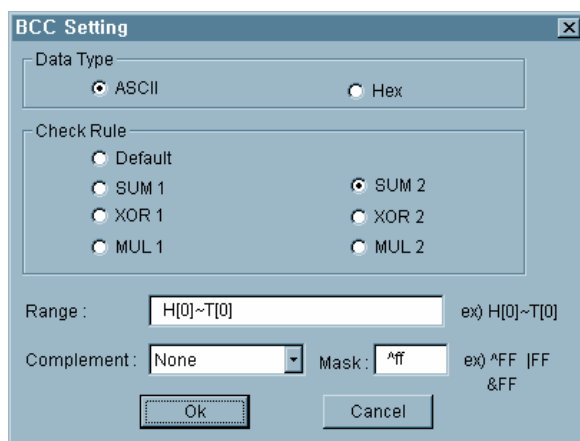 BCC Setting
Data Type
ASCII
Hex
Check Rule
Default
SUM 1
SUM 2
XOR 1
XOR 2
MUL 1
MUL 2
Range :
H[0]~T[0]
ex) H[0]~T[0]
Complement :
None
Mask :
^ff
ex) ^FF |FF
&FF
Ok
Cancel